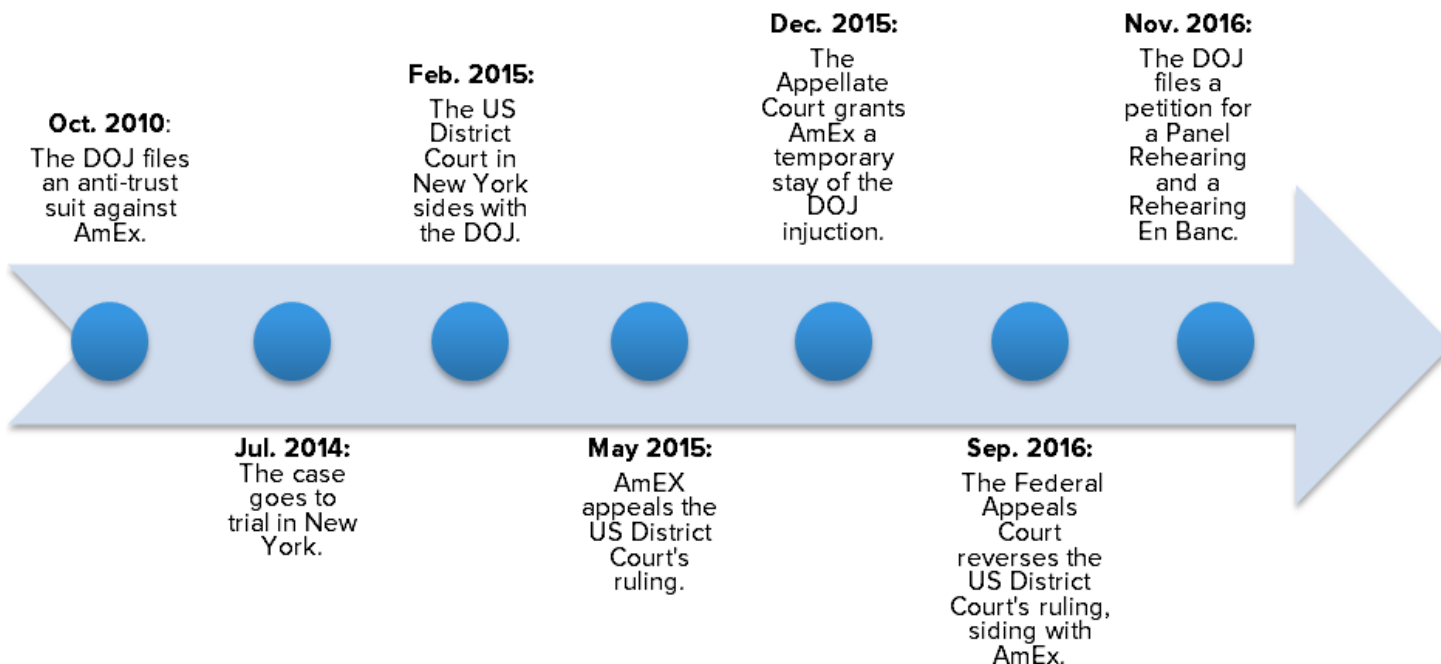 Oct. 2010:
The DOJ files
an anti-trust
suit against
AmEx.
Jul. 2014:
The case
goes to
trial in New
York.
Feb. 2015:
The US
District
Court in
New York
sides with
the DOJ.
May 2015:
AmEX
appeals the
US District
Court's
ruling.
Dec. 2015:
The
Appellate
Court grants
AmEx a
temporary
stay of the
DOJ
injuction.
Sep. 2016:
The Federal
Appeals
Court
reverses the
US District
Court's ruling,
siding with
AmEx.
Nov. 2016:
The DOJ
files a
petition for
a Panel
Rehearing
and a
Rehearing
En Banc.